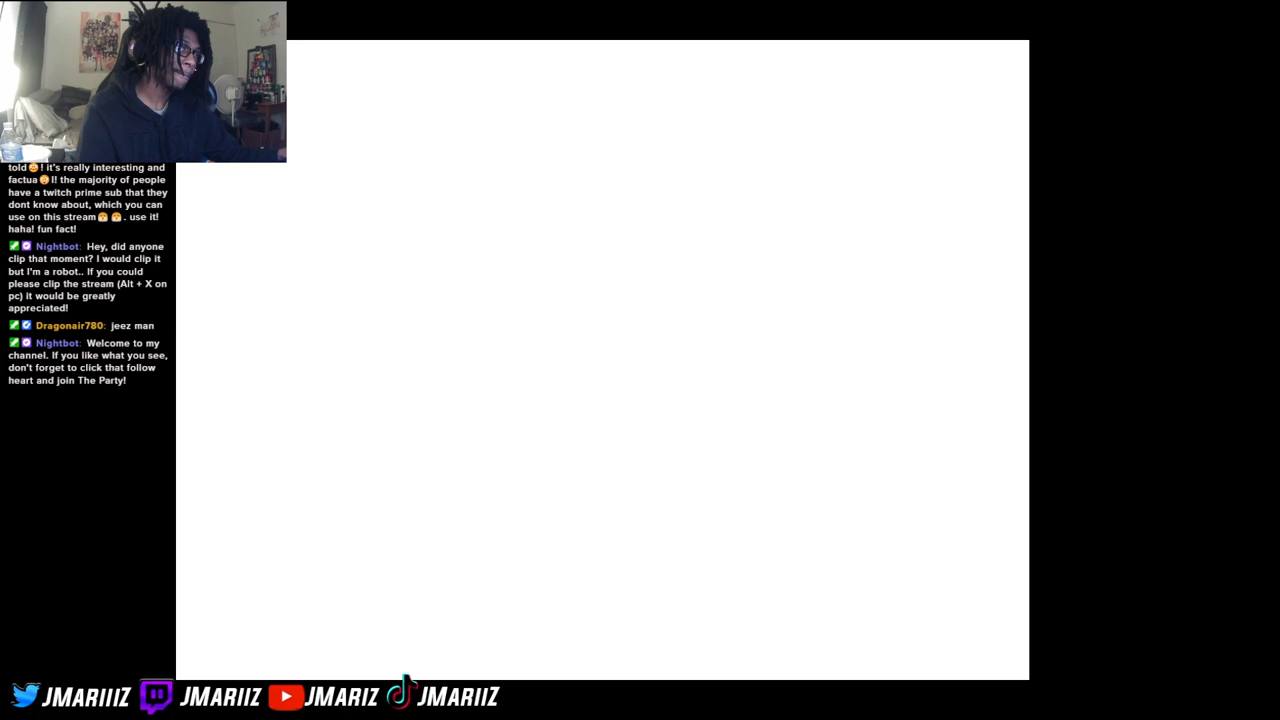 told😊! it's really interesting and
factua😳l! the majority of people
have a twitch prime sub that they
dont know about, which you can
use on this stream😤 😤. use it!
haha! fun fact!
Nightbot: Hey, did anyone
clip that moment? I would clip it
but I'm a robot.. If you could
please clip the stream (Alt + X on
pc) it would be greatly
appreciated!
Dragonair780: jeez man
Nightbot: Welcome to my
channel. If you like what you see,
don't forget to click that follow
heart and join The Party!
JMARIIIZ JMARIIZ JMARIZ JMARIIZ